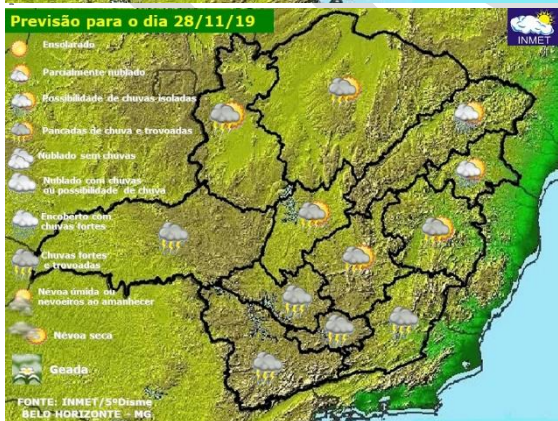 Previsão para o dia 28/11/19
INMET
Ensolarado
Parcialmente nublado
Possibilidade de chuvas isoladas
Pancadas de chuva e trovoadas
Nublado sem chuvas
Nublado com chuvas
ou possibilidade de chuva
Encoberto com
chuvas fortes
Chuvas fortes
e trovoadas
Névoa úmida ou
nevoeiros ao amanhecer
Névoa seca
Geada
FONTE: INMET/5ºDisme
BELO HORIZONTE - MG